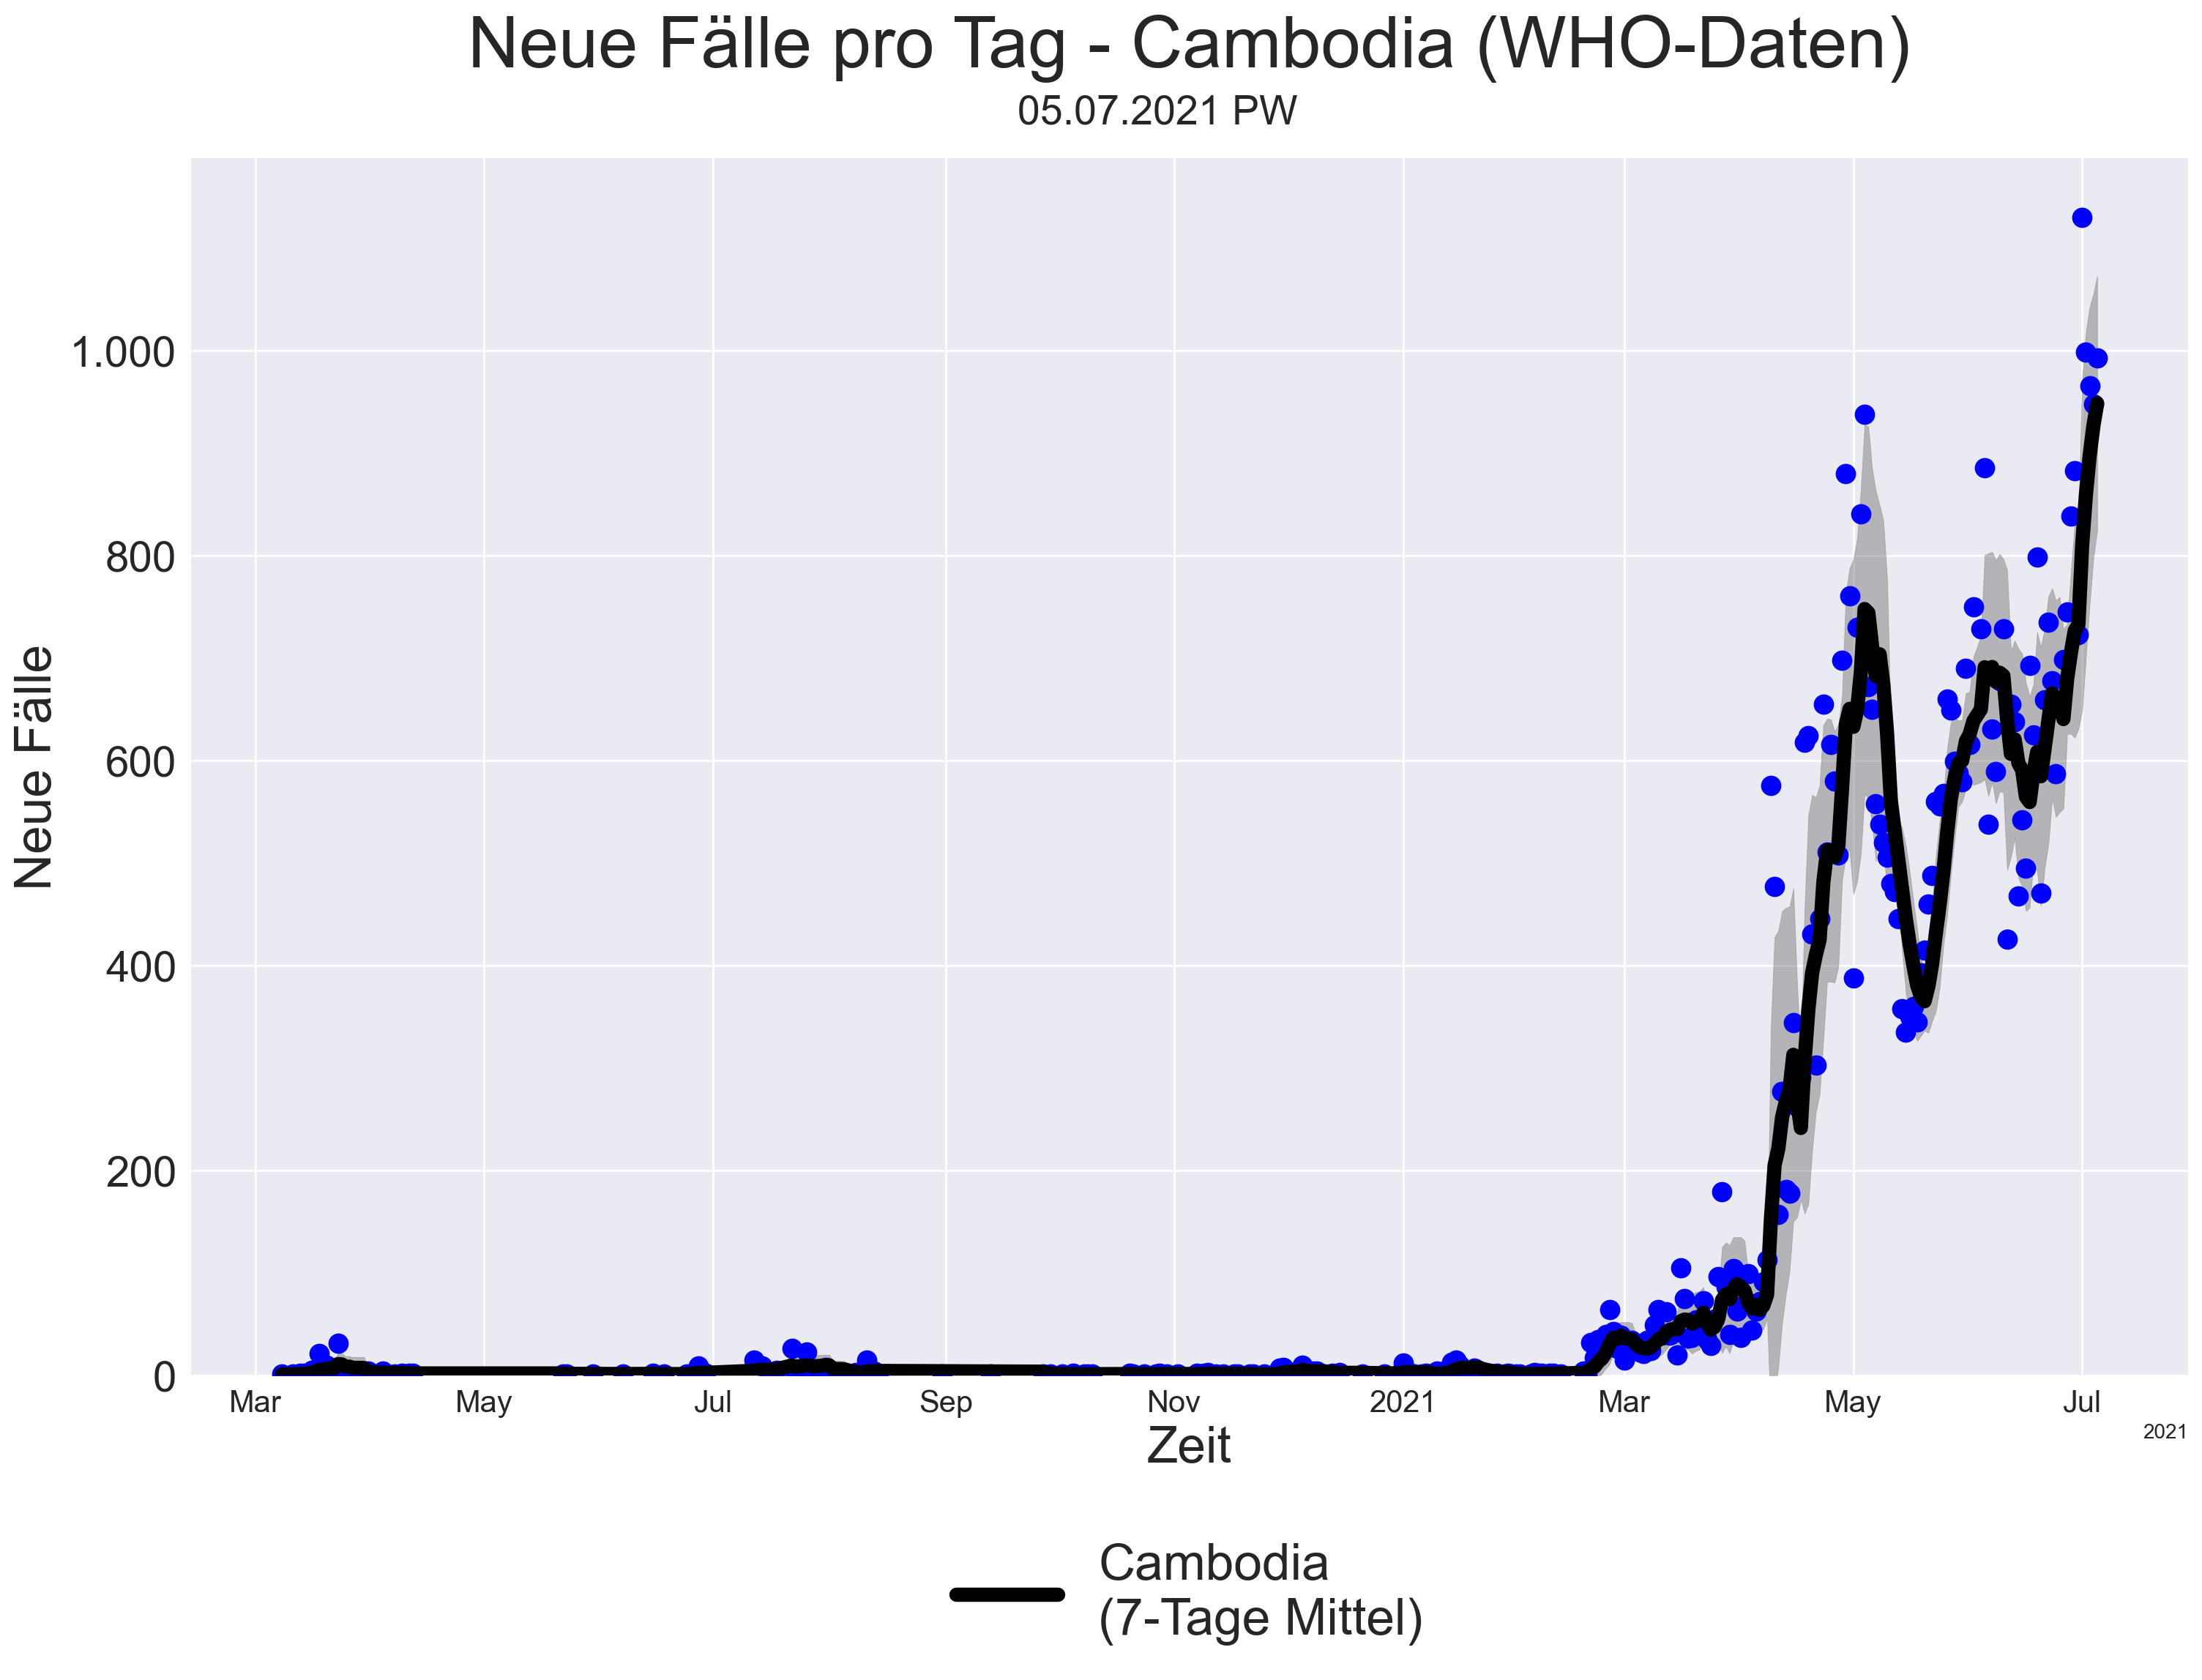 Neue Fälle pro Tag - Cambodia (WHO-Daten)
05.07.2021 PW
Neue Fälle
1.000
800
600
400
200
0
Mar May Jul Sep Nov 2021 Mar May Jul
2021
Zeit
Cambodia
(7-Tage Mittel)